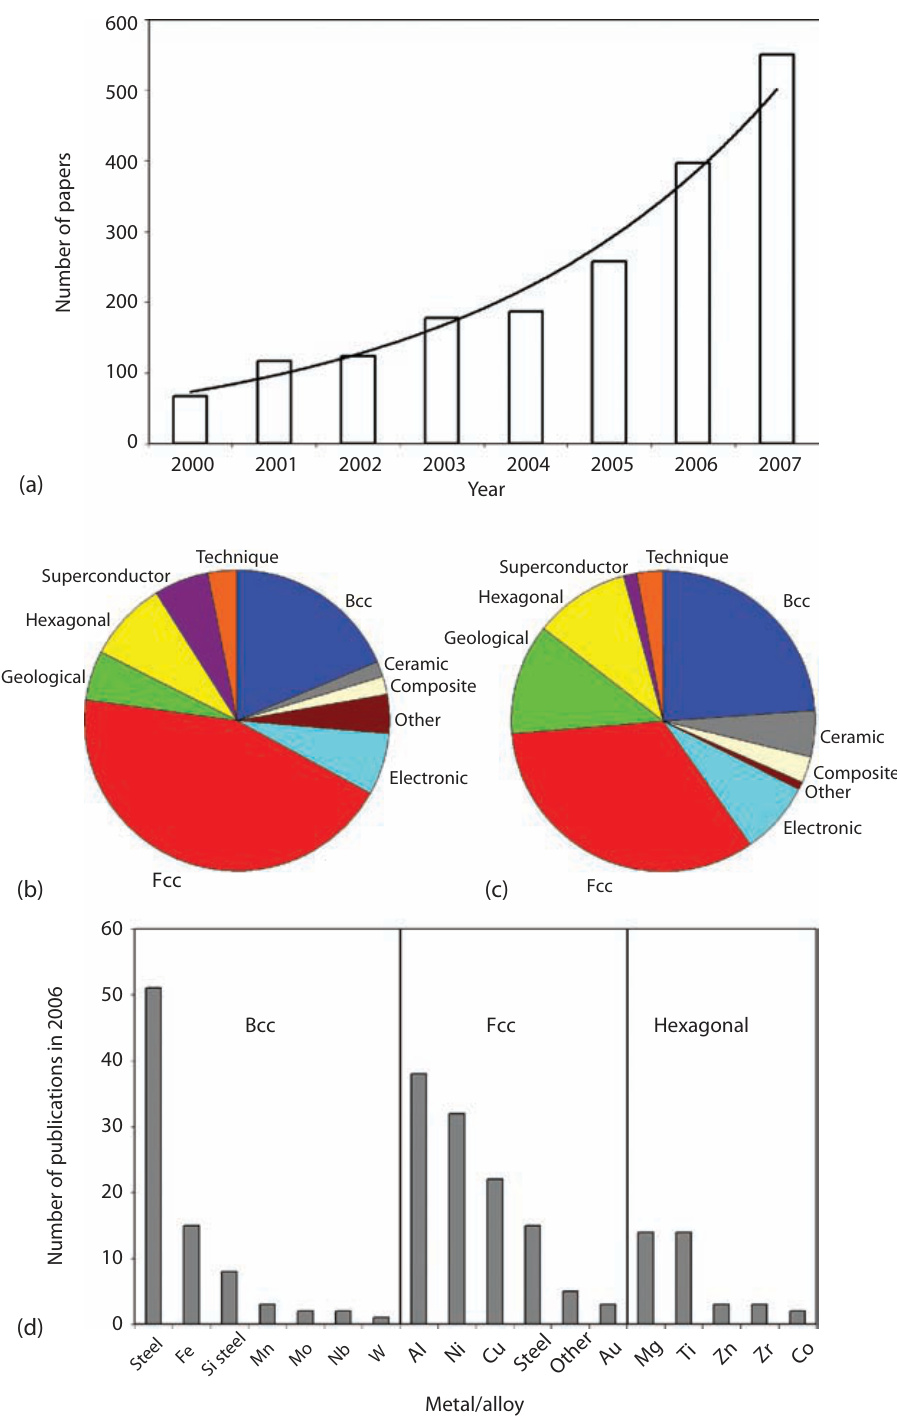 600
500
400
300
200
100
0
Number of papers
2000 2001 2002 2003 2004 2005 2006 2007
Year
(a)
Technique
Superconductor
Hexagonal
Geological
Bcc
Ceramic
Composite
Other
Electronic
Fcc
(b)
Technique
Superconductor
Hexagonal
Geological
Bcc
Ceramic
Composite
Other
Electronic
Fcc
(c)
60
50
40
30
20
10
0
Number of publications in 2006
Bcc Fcc Hexagonal
Steel Fe Si steel Mn Mo Nb W Al Ni Cu Steel Other Au Mg Ti Zn Zr Co
(d)
Metal/alloy